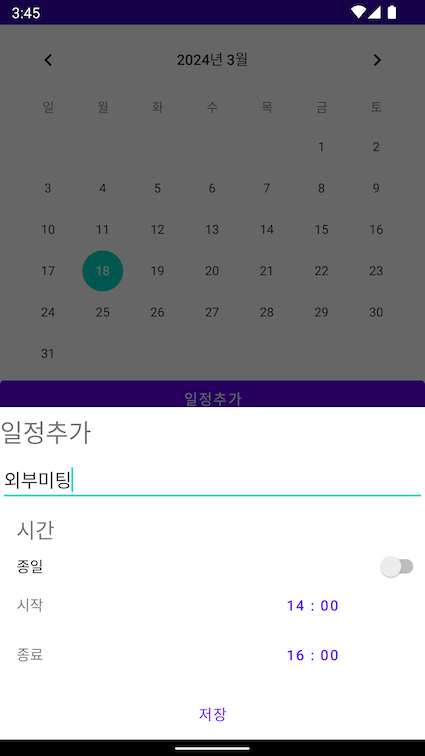 3:45
2024년 3월
일 월 화 수 목 금 토
1 2
3 4 5 6 7 8 9
10 11 12 13 14 15 16
17 18 19 20 21 22 23
24 25 26 27 28 29 30
31
일정추가
일정추가
외부미팅
시간
종일
시작 14 : 00
종료 16 : 00
저장